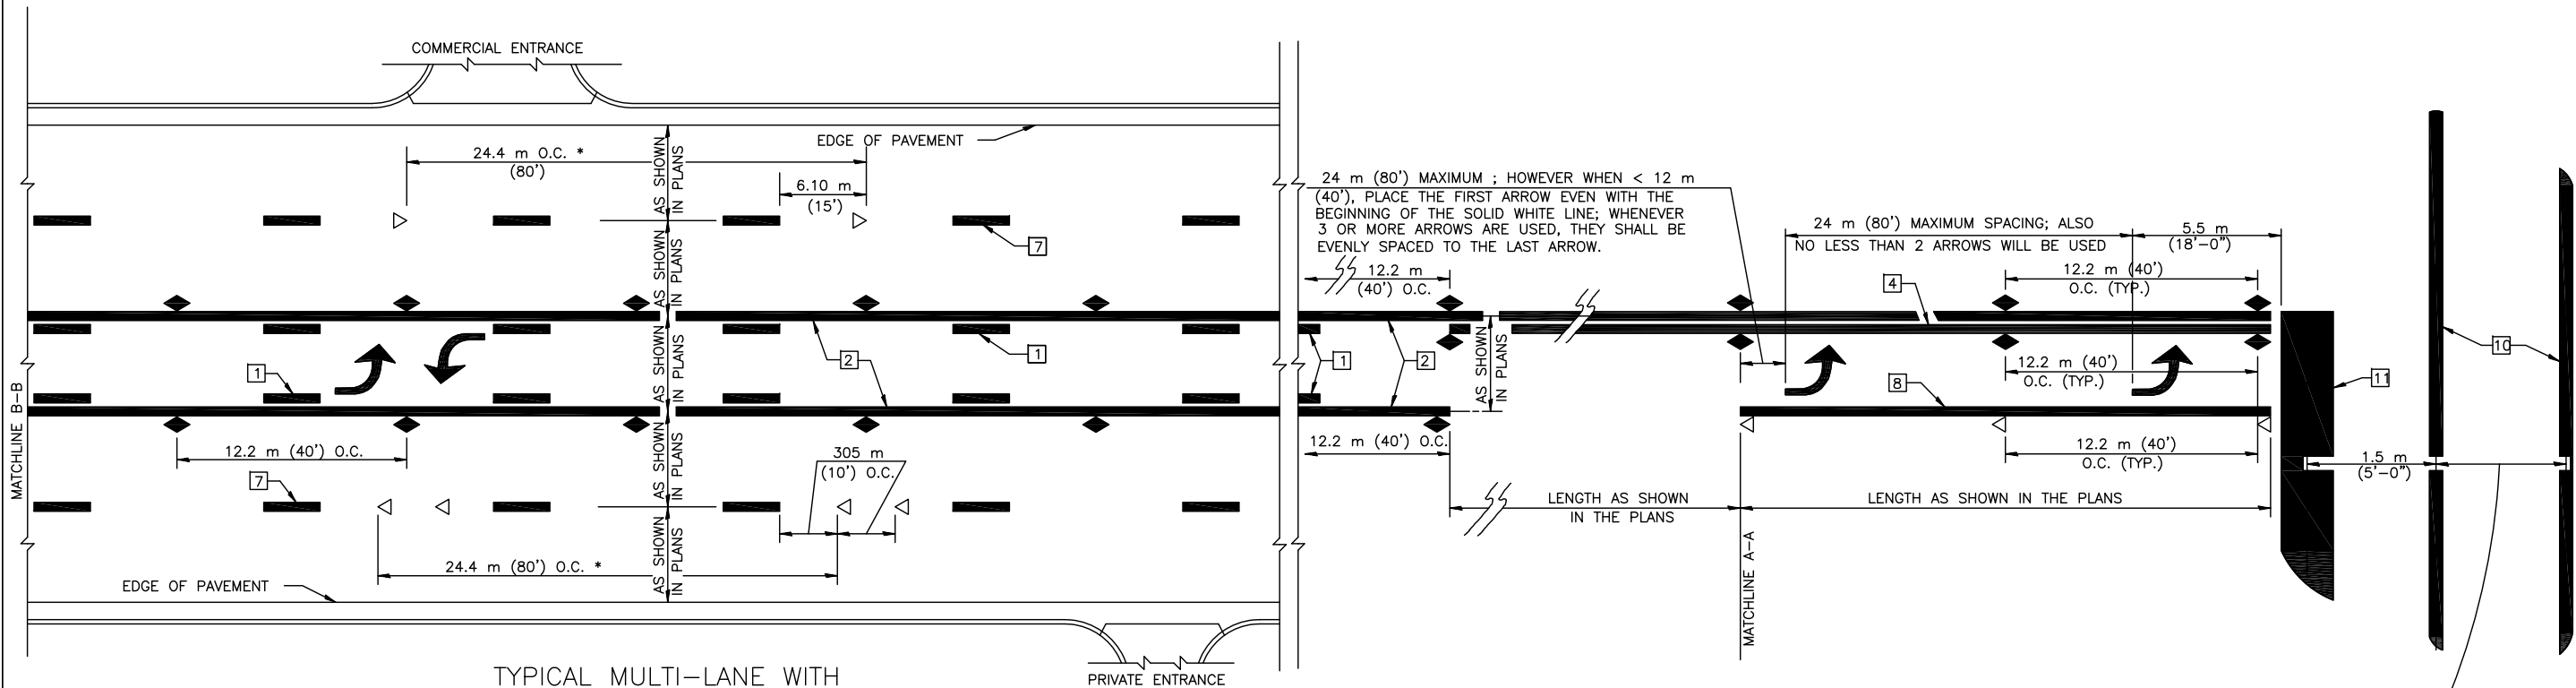 COMMERCIAL ENTRANCE
EDGE OF PAVEMENT
24.4 m O.C. *
(80')
6.10 m
(15')
AS SHOWN
IN PLANS
AS SHOWN
IN PLANS
AS SHOWN
IN PLANS
AS SHOWN
IN PLANS
AS SHOWN
IN PLANS
7
1
1
2
7
12.2 m (40') O.C.
305 m
(10') O.C.
24.4 m (80') O.C. *
EDGE OF PAVEMENT
MATCHLINE B-B
TYPICAL MULTI-LANE WITH
PRIVATE ENTRANCE
24 m (80') MAXIMUM ; HOWEVER WHEN < 12 m
(40'), PLACE THE FIRST ARROW EVEN WITH THE
BEGINNING OF THE SOLID WHITE LINE; WHENEVER
3 OR MORE ARROWS ARE USED, THEY SHALL BE
EVENLY SPACED TO THE LAST ARROW.
12.2 m
(40') O.C.
1
2
AS SHOWN
IN PLANS
12.2 m (40') O.C.
LENGTH AS SHOWN
IN THE PLANS
MATCHLINE A-A
24 m (80') MAXIMUM SPACING; ALSO
NO LESS THAN 2 ARROWS WILL BE USED
5.5 m
(18'-0")
4
12.2 m (40')
O.C. (TYP.)
12.2 m (40')
O.C. (TYP.)
8
12.2 m (40')
O.C. (TYP.)
LENGTH AS SHOWN IN THE PLANS
10
11
1.5 m
(5'-0")